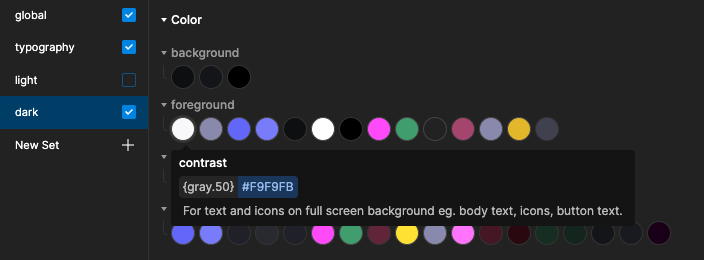 global
typography
light
dark
New Set
Color
background
foreground
contrast
{gray.50} #F9F9FB
For text and icons on full screen background eg. body text, icons, button text.